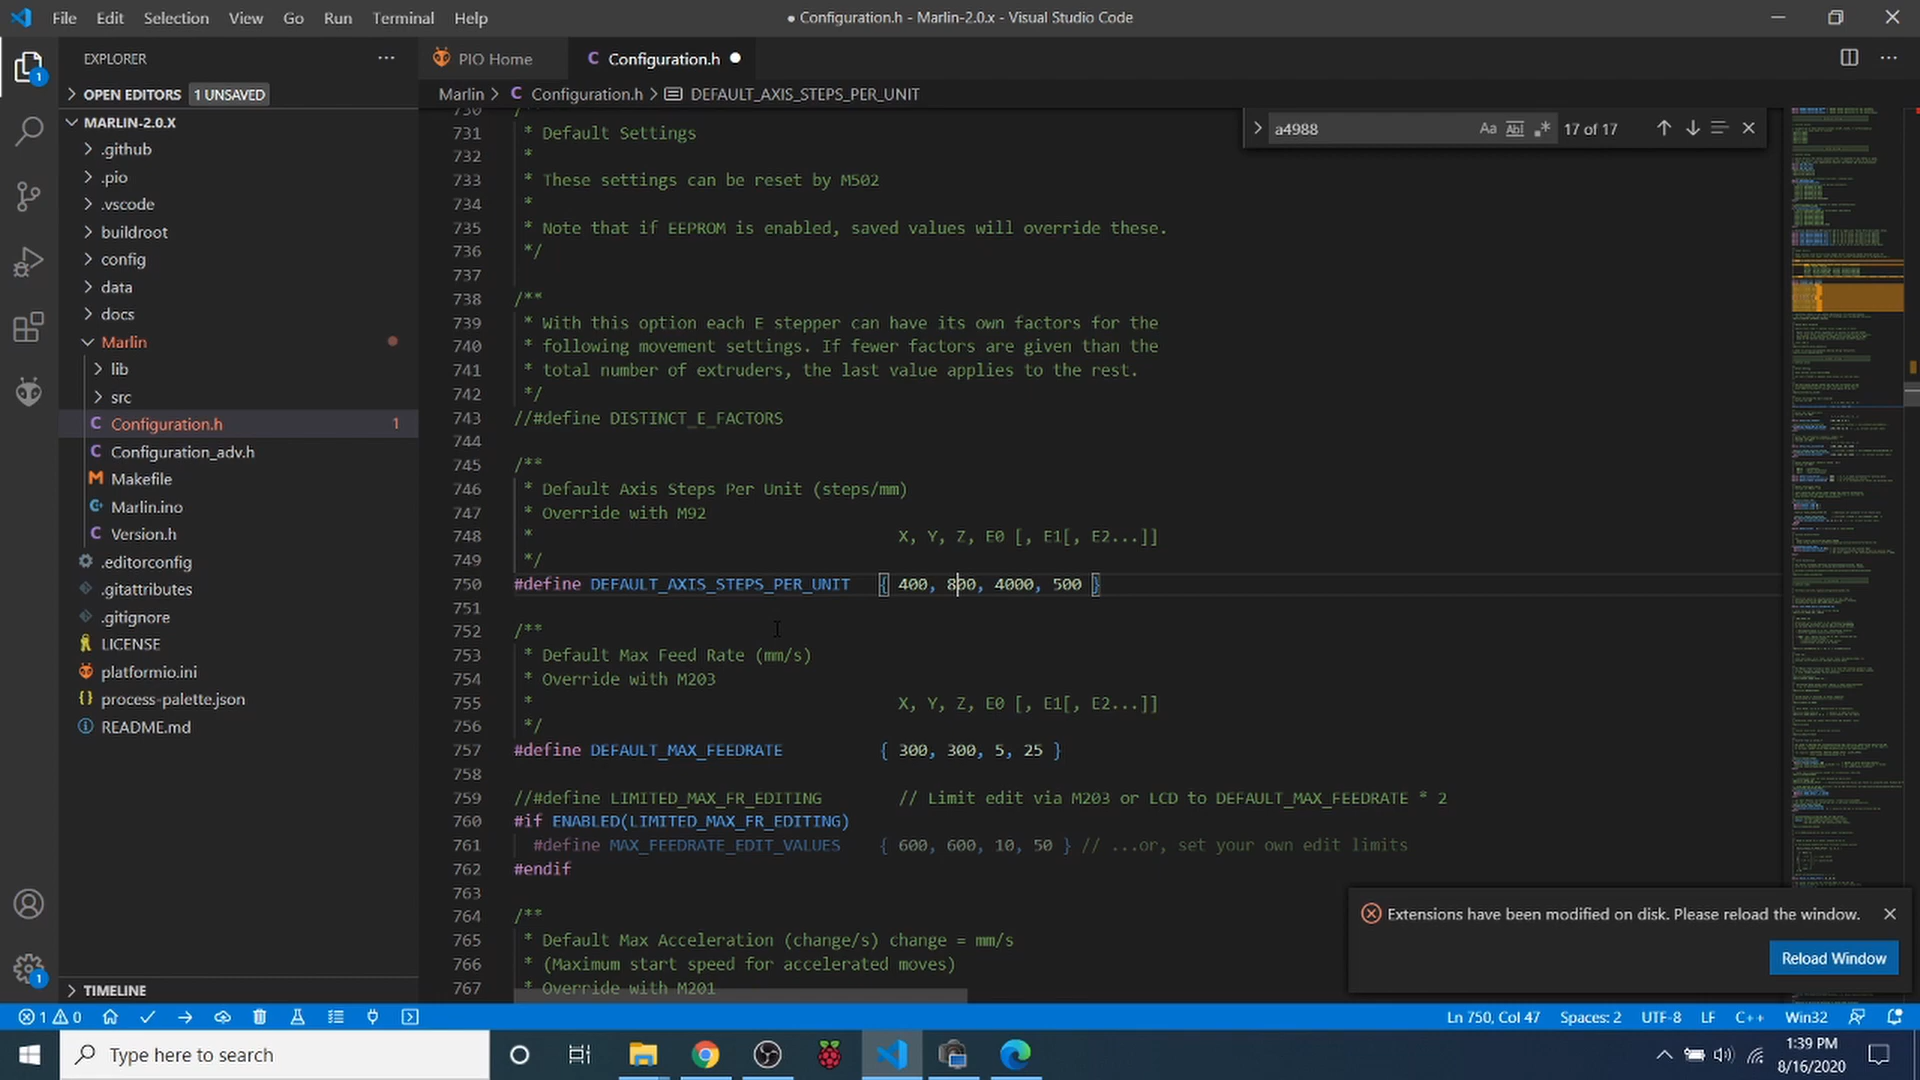 File Edit Selection View Go Run Terminal Help
● Configuration.h - Marlin-2.0.x - Visual Studio Code
EXPLORER
PIO Home
C Configuration.h
OPEN EDITORS 1 UNSAVED
Marlin > C Configuration.h > DEFAULT_AXIS_STEPS_PER_UNIT
MARLIN-2.0.X
.github
.pio
.vscode
buildroot
config
data
docs
Marlin
lib
src
C Configuration.h 1
C Configuration_adv.h
M Makefile
Marlin.ino
C Version.h
.editorconfig
.gitattributes
.gitignore
LICENSE
platformio.ini
process-palette.json
README.md
TIMELINE
a4988 Aa Abl .* 17 of 17
730 /**
731 * Default Settings
732 *
733 * These settings can be reset by M502
734 *
735 * Note that if EEPROM is enabled, saved values will override these.
736 */
737
738 /**
739 * With this option each E stepper can have its own factors for the
740 * following movement settings. If fewer factors are given than the
741 * total number of extruders, the last value applies to the rest.
742 */
743 //#define DISTINCT_E_FACTORS
744
745 /**
746 * Default Axis Steps Per Unit (steps/mm)
747 * Override with M92
748 * X, Y, Z, E0 [, E1[, E2...]]
749 */
750 #define DEFAULT_AXIS_STEPS_PER_UNIT { 400, 800, 4000, 500 }
751
752 /**
753 * Default Max Feed Rate (mm/s)
754 * Override with M203
755 * X, Y, Z, E0 [, E1[, E2...]]
756 */
757 #define DEFAULT_MAX_FEEDRATE { 300, 300, 5, 25 }
758
759 //#define LIMITED_MAX_FR_EDITING // Limit edit via M203 or LCD to DEFAULT_MAX_FEEDRATE * 2
760 #if ENABLED(LIMITED_MAX_FR_EDITING)
761 #define MAX_FEEDRATE_EDIT_VALUES { 600, 600, 10, 50 } // ...or, set your own edit limits
762 #endif
763
764 /**
765 * Default Max Acceleration (change/s) change = mm/s
766 * (Maximum start speed for accelerated moves)
767 * Override with M201
Extensions have been modified on disk. Please reload the window.
Reload Window
1 0
Ln 750, Col 47 Spaces: 2 UTF-8 LF C++ Win32
Type here to search
1:39 PM
8/16/2020